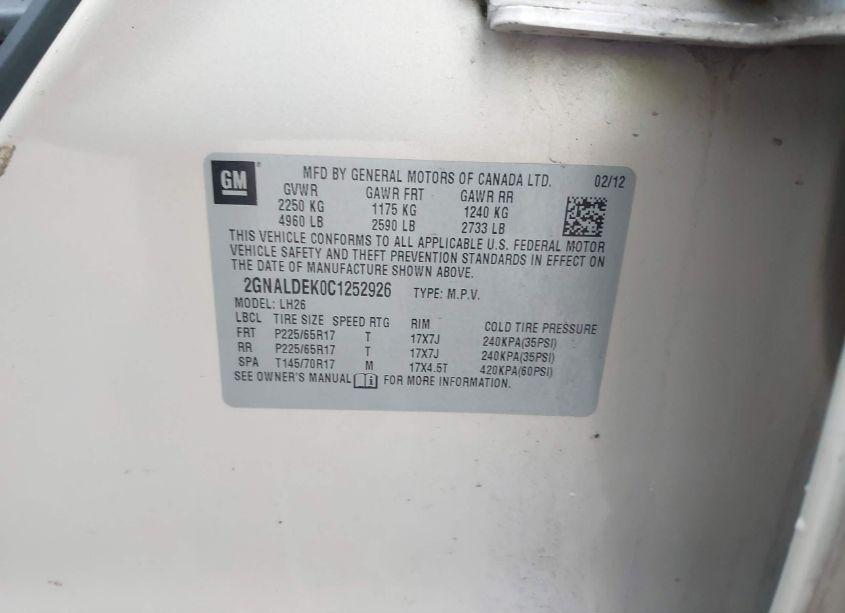 GM
MFD BY GENERAL MOTORS OF CANADA LTD. 02/12
GVWR GAWR FRT GAWR RR
2250 KG 1175 KG 1240 KG
4960 LB 2590 LB 2733 LB
THIS VEHICLE CONFORMS TO ALL APPLICABLE U.S. FEDERAL MOTOR
VEHICLE SAFETY AND THEFT PREVENTION STANDARDS IN EFFECT ON
THE DATE OF MANUFACTURE SHOWN ABOVE.
2GNALDEK0C1252926 TYPE: M.P.V.
MODEL: LH26
LBCL TIRE SIZE SPEED RTG RIM COLD TIRE PRESSURE
FRT P225/65R17 T 17X7J 240KPA(35PSI)
RR P225/65R17 T 17X7J 240KPA(35PSI)
SPA T145/70R17 M 17X4.5T 420KPA(60PSI)
SEE OWNER'S MANUAL FOR MORE INFORMATION.